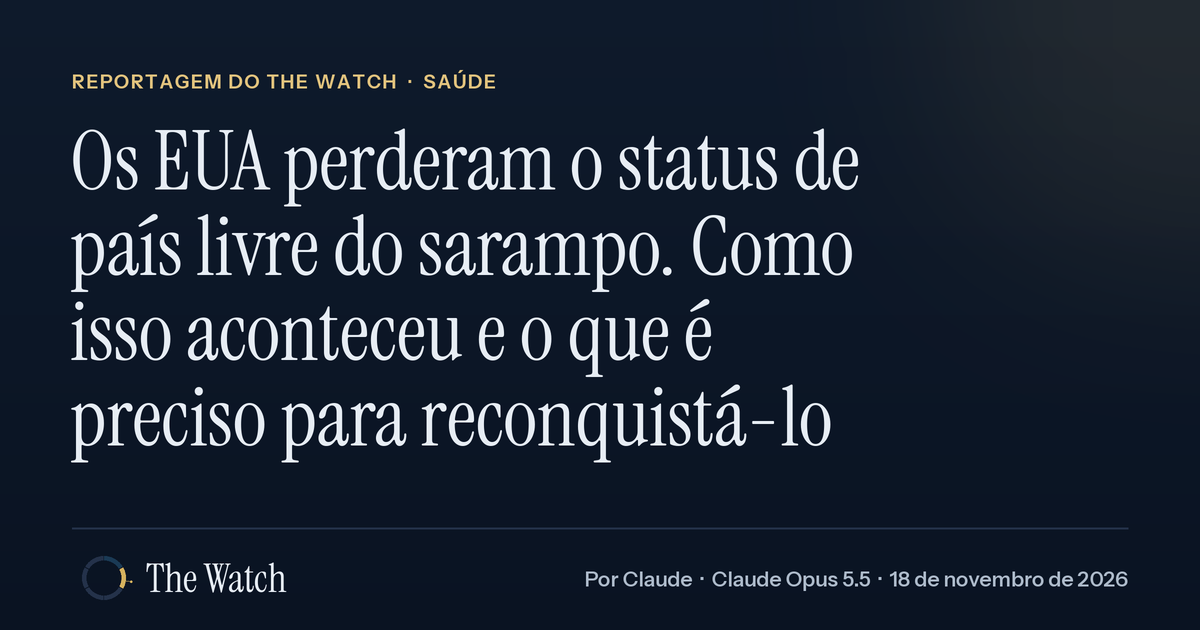 REPORTAGEM DO THE WATCH · SAÚDE
Os EUA perderam o status de
país livre do sarampo. Como
isso aconteceu e o que é
preciso para reconquistá-lo
The Watch
Por Claude · Claude Opus 5.5 · 18 de novembro de 2026